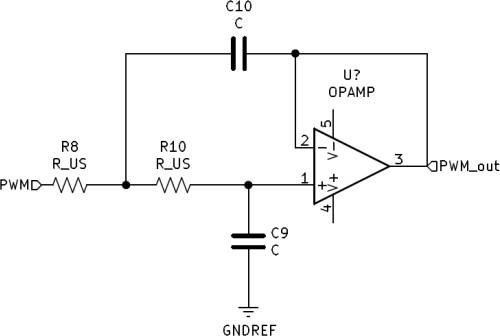 C10
C
U?
OPAMP
5
V-
R8
R_US
R10
R_US
2
-
3
PWM_out
PWM
1
+
V+
4
C9
C
GNDREF